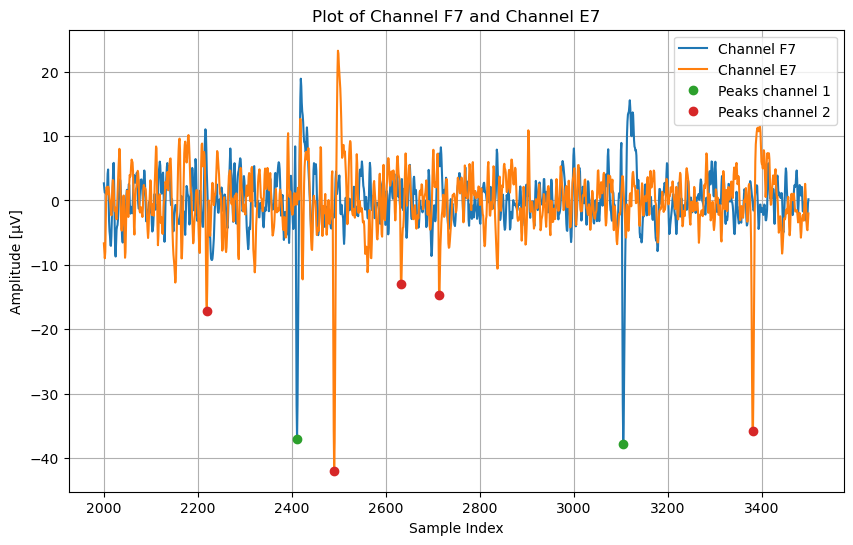 Plot of Channel F7 and Channel E7
Channel F7
Channel E7
Peaks channel 1
Peaks channel 2
20
10
0
−10
−20
−30
−40
Amplitude [µV]
2000 2200 2400 2600 2800 3000 3200 3400
Sample Index